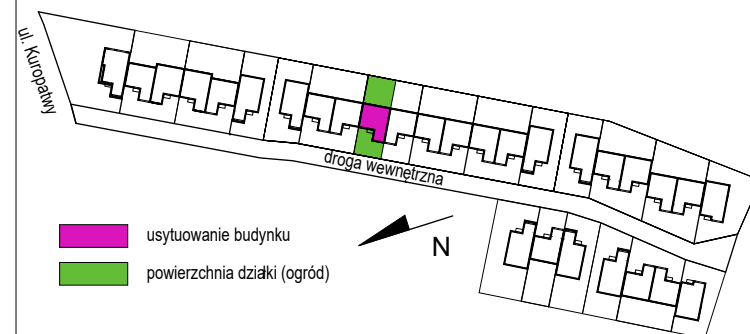 ul. Kuropatwy
droga wewnętrzna
usytuowanie budynku
N
powierzchnia działki (ogród)